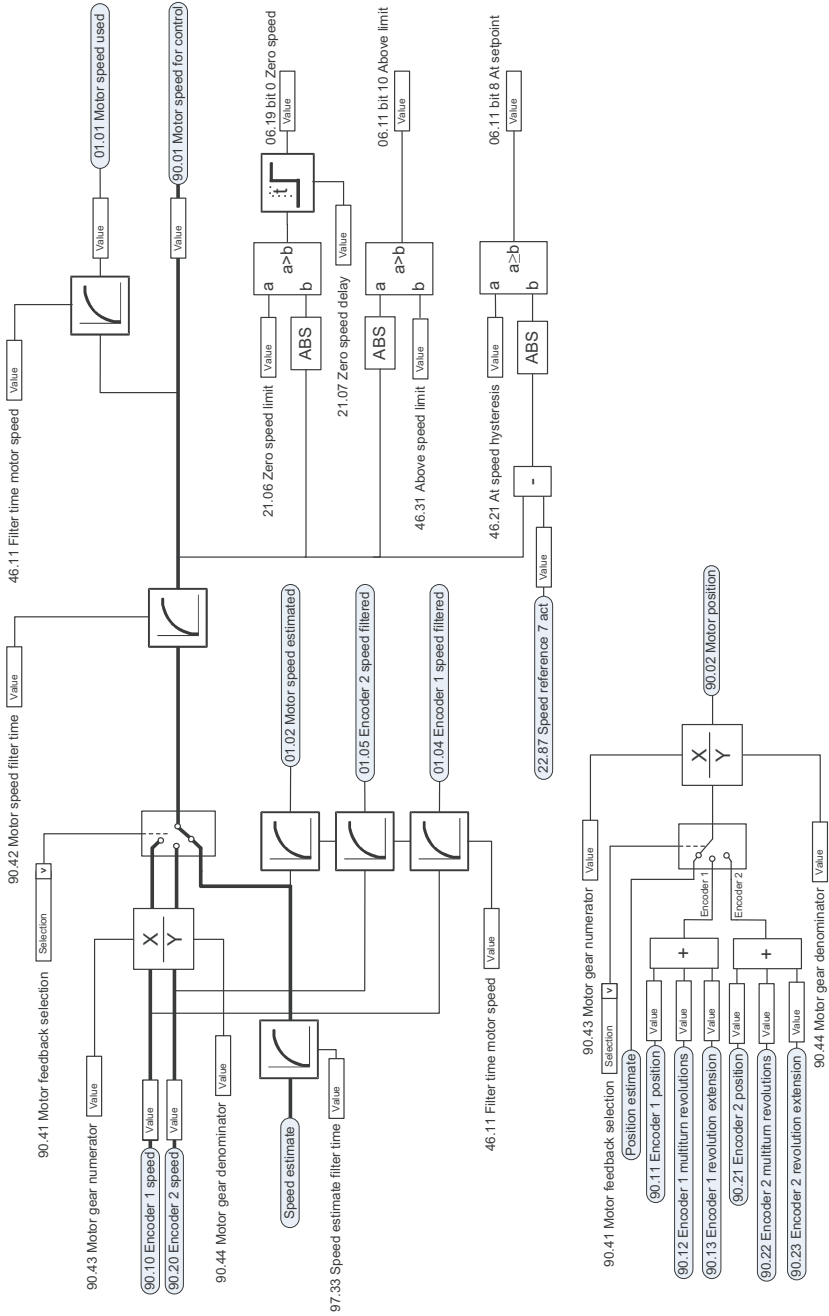 90.41 Motor feedback selection
Selection
v
90.42 Motor speed filter time
Value
46.11 Filter time motor speed
Value
Value
01.01 Motor speed used
90.43 Motor gear numerator
Value
90.10 Encoder 1 speed
Value
90.20 Encoder 2 speed
Value
X
Y
Value
90.01 Motor speed for control
90.44 Motor gear denominator
Value
Speed estimate
97.33 Speed estimate filter time
Value
01.02 Motor speed estimated
01.05 Encoder 2 speed filtered
01.04 Encoder 1 speed filtered
46.11 Filter time motor speed
Value
21.06 Zero speed limit
Value
ABS
a
a>b
b
t
06.19 bit 0 Zero speed
Value
21.07 Zero speed delay
Value
ABS
46.31 Above speed limit
Value
a
a>b
b
06.11 bit 10 Above limit
Value
46.21 At speed hysteresis
Value
-
ABS
a
a≥b
b
06.11 bit 8 At setpoint
Value
22.87 Speed reference 7 act
Value
90.43 Motor gear numerator
Value
90.41 Motor feedback selection
Selection
v
Position estimate
90.11 Encoder 1 position
Value
90.12 Encoder 1 multiturn revolutions
Value
90.13 Encoder 1 revolution extension
Value
+
Encoder 1
90.21 Encoder 2 position
Value
90.22 Encoder 2 multiturn revolutions
Value
90.23 Encoder 2 revolution extension
Value
+
Encoder 2
X
Y
90.02 Motor position
90.44 Motor gear denominator
Value